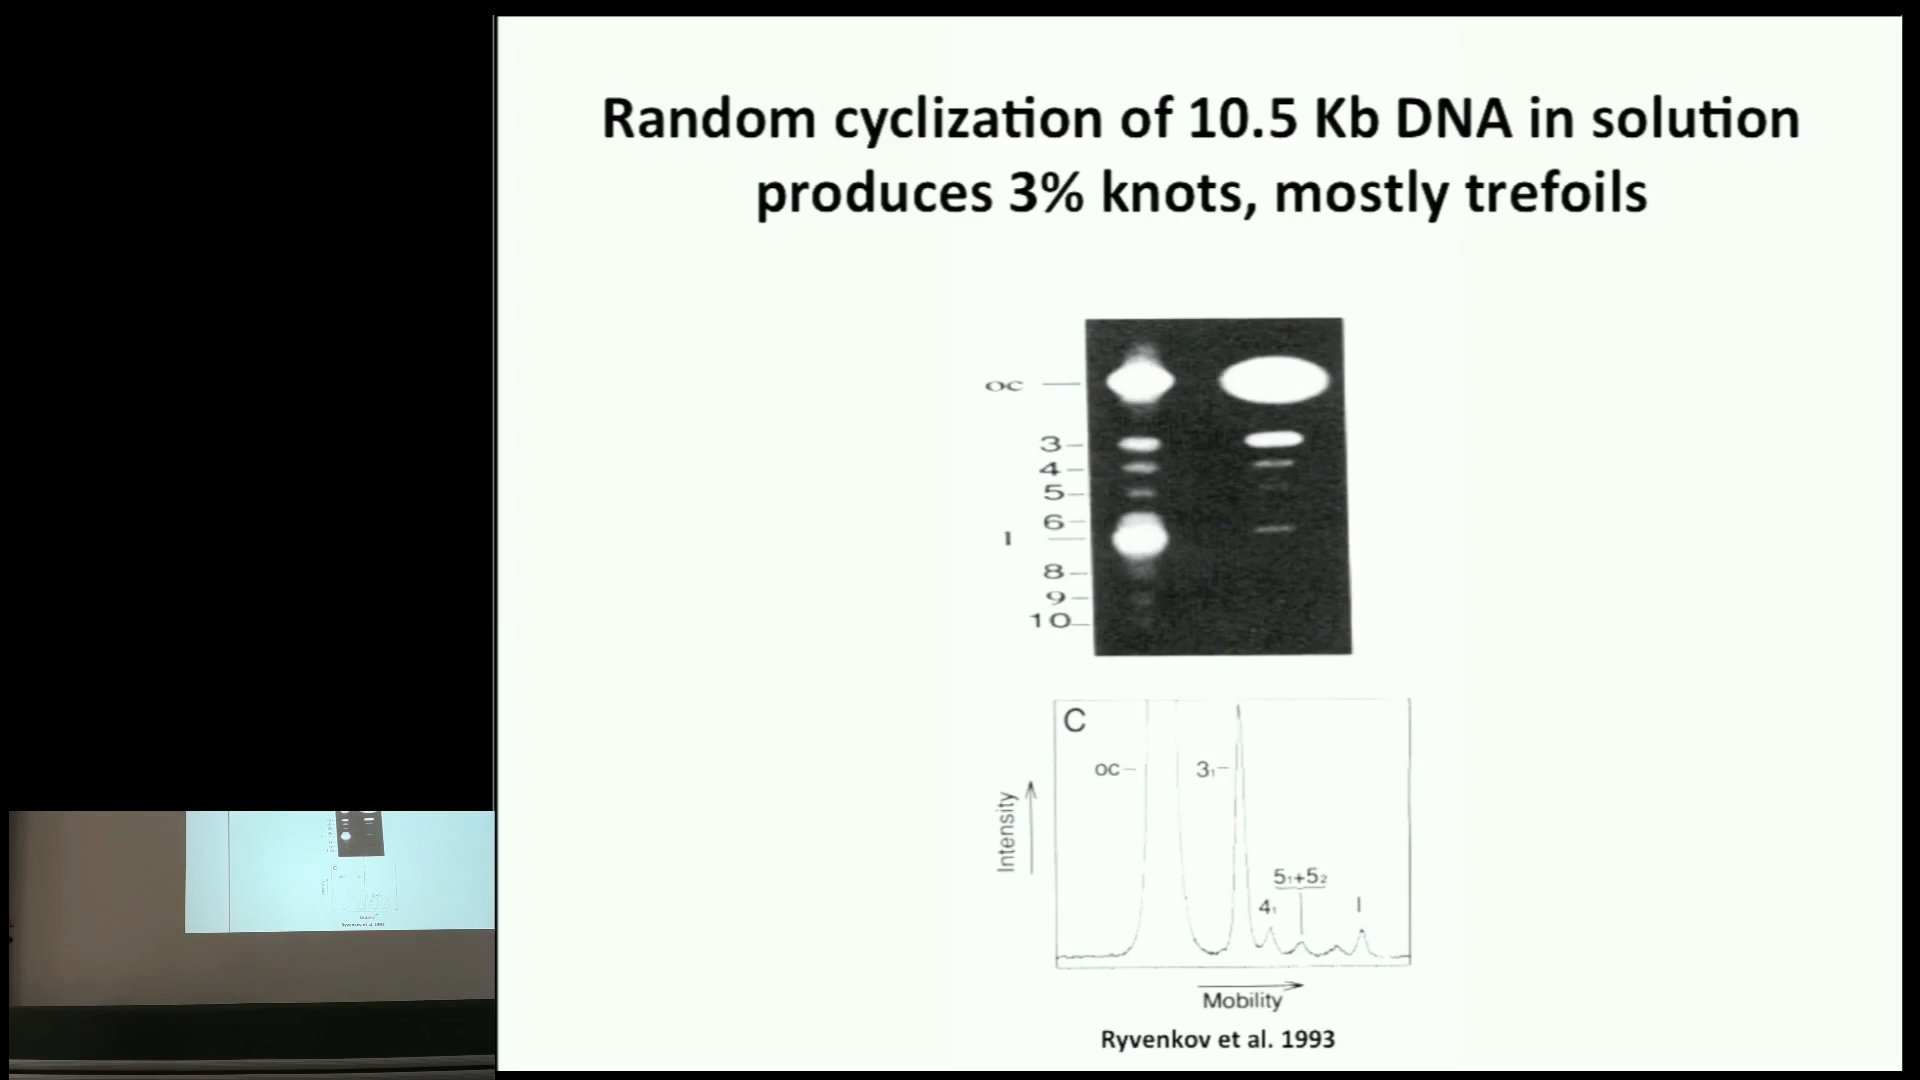 Random cyclization of 10.5 Kb DNA in solution
produces 3% knots, mostly trefoils
OC
3
4
5
6
I
8
9
10
C
OC
3₁
5₁+5₂
4₁
I
Intensity
Mobility
Ryvenkov et al. 1993